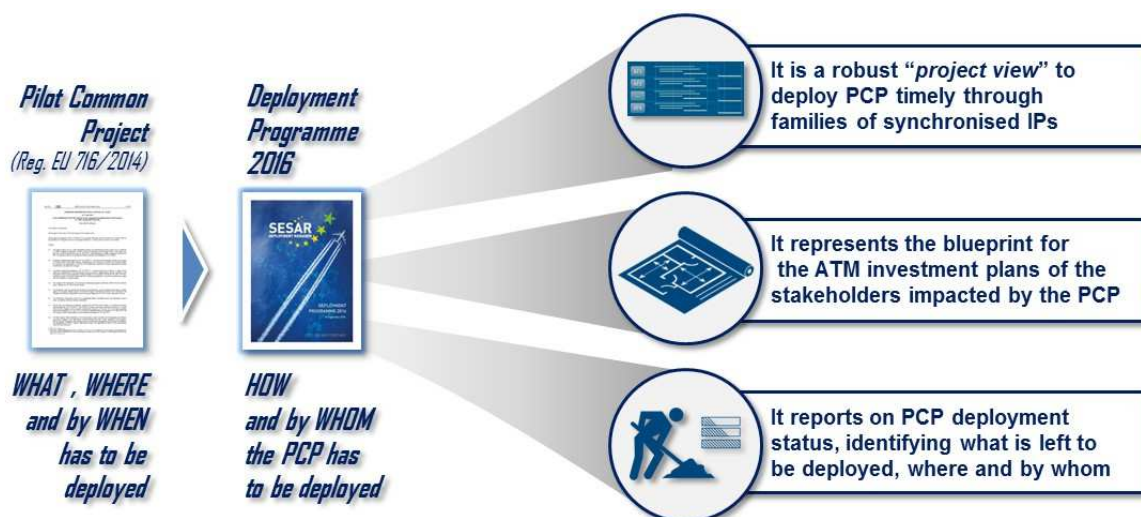 Pilot Common
Project
(Reg. EU 716/2014)
WHAT , WHERE
and by WHEN
has to be
deployed
Deployment
Programme
2016
SESAR
DEPLOYMENT MANAGER
DEPLOYMENT
PROGRAMME 2016
HOW
and by WHOM
the PCP has
to be deployed
It is a robust “project view” to
deploy PCP timely through
families of synchronised IPs
It represents the blueprint for
the ATM investment plans of the
stakeholders impacted by the PCP
It reports on PCP deployment
status, identifying what is left to
be deployed, where and by whom